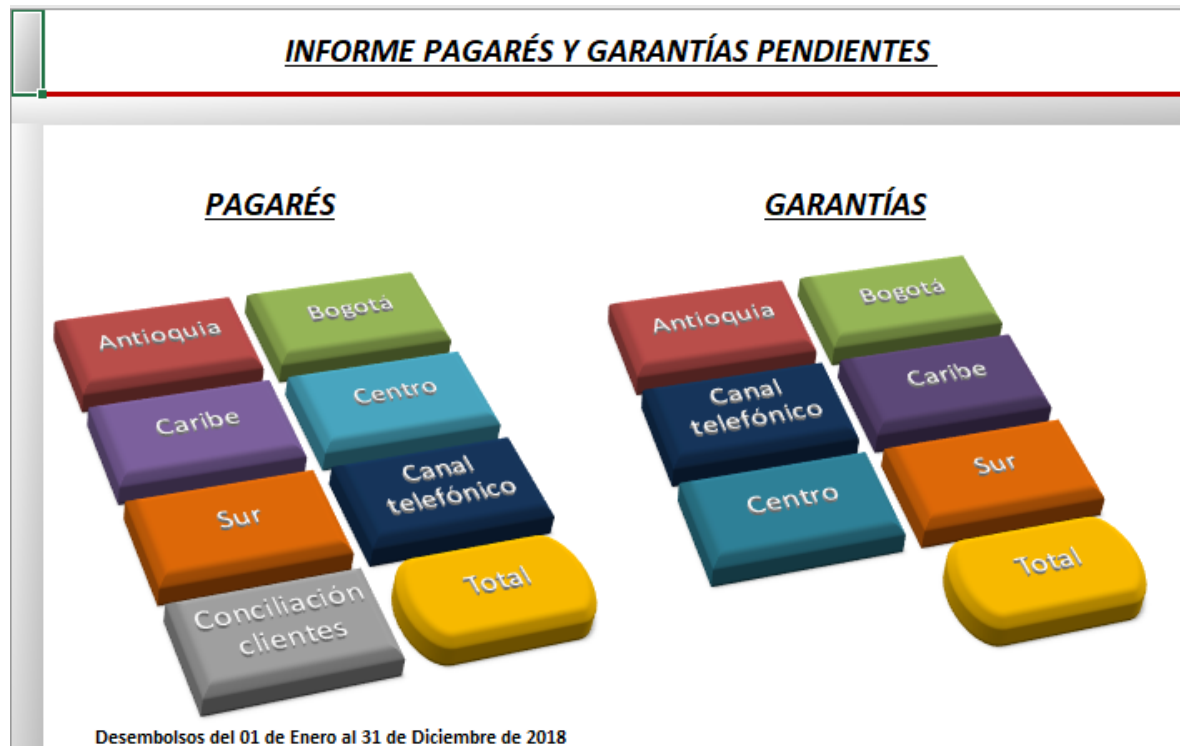 INFORME PAGARÉS Y GARANTÍAS PENDIENTES
PAGARÉS
Antioquia
Bogotá
Caribe
Centro
Sur
Canal
telefónico
Conciliación
clientes
Total
GARANTÍAS
Antioquia
Bogotá
Canal
telefónico
Caribe
Centro
Sur
Total
Desembolsos del 01 de Enero al 31 de Diciembre de 2018